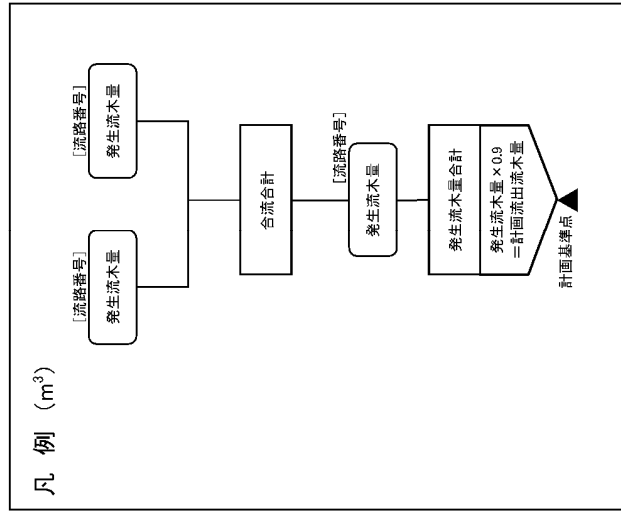 凡 例 (m³)
[流路番号]
発生流木量
[流路番号]
発生流木量
合流合計
[流路番号]
発生流木量
発生流木量合計
発生流木量×0.9
＝計画流出流木量
計画基準点